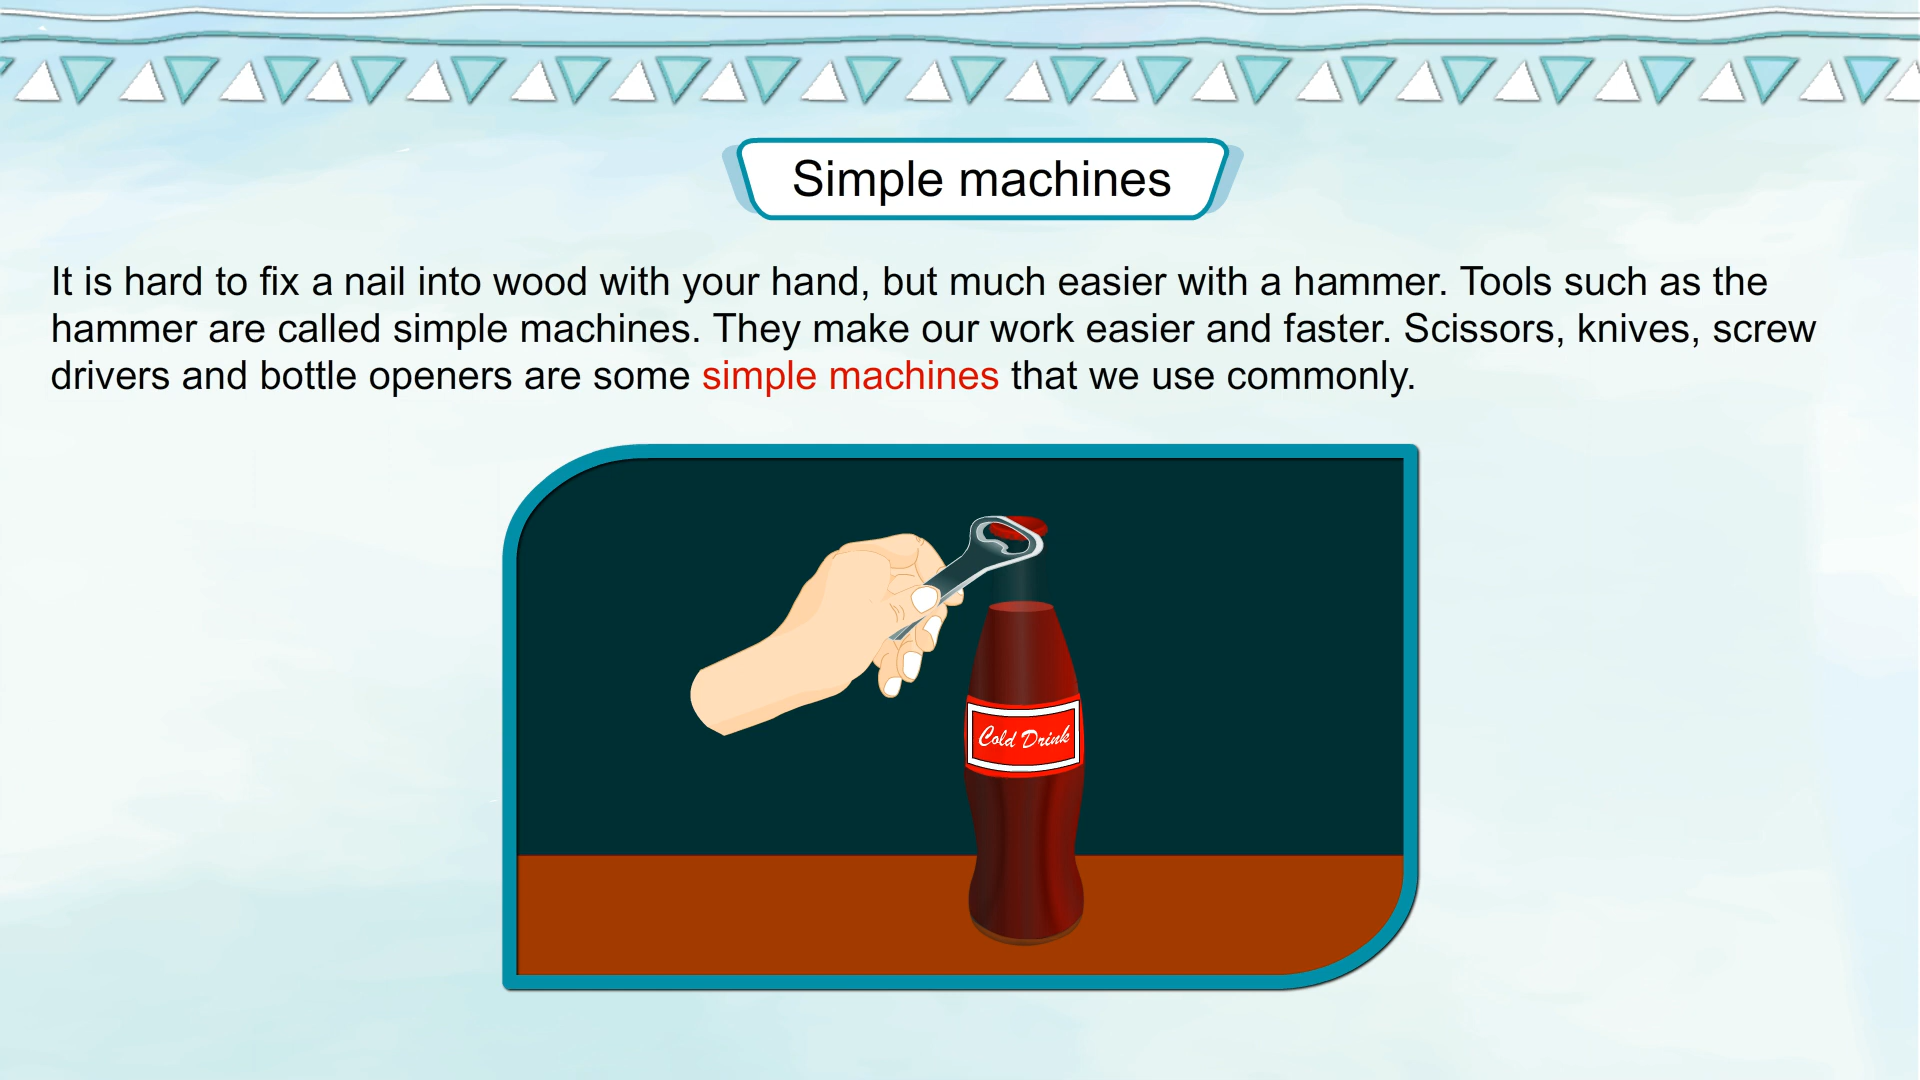 Simple machines
It is hard to fix a nail into wood with your hand, but much easier with a hammer. Tools such as the
hammer are called simple machines. They make our work easier and faster. Scissors, knives, screw
drivers and bottle openers are some simple machines that we use commonly.
Cold Drink